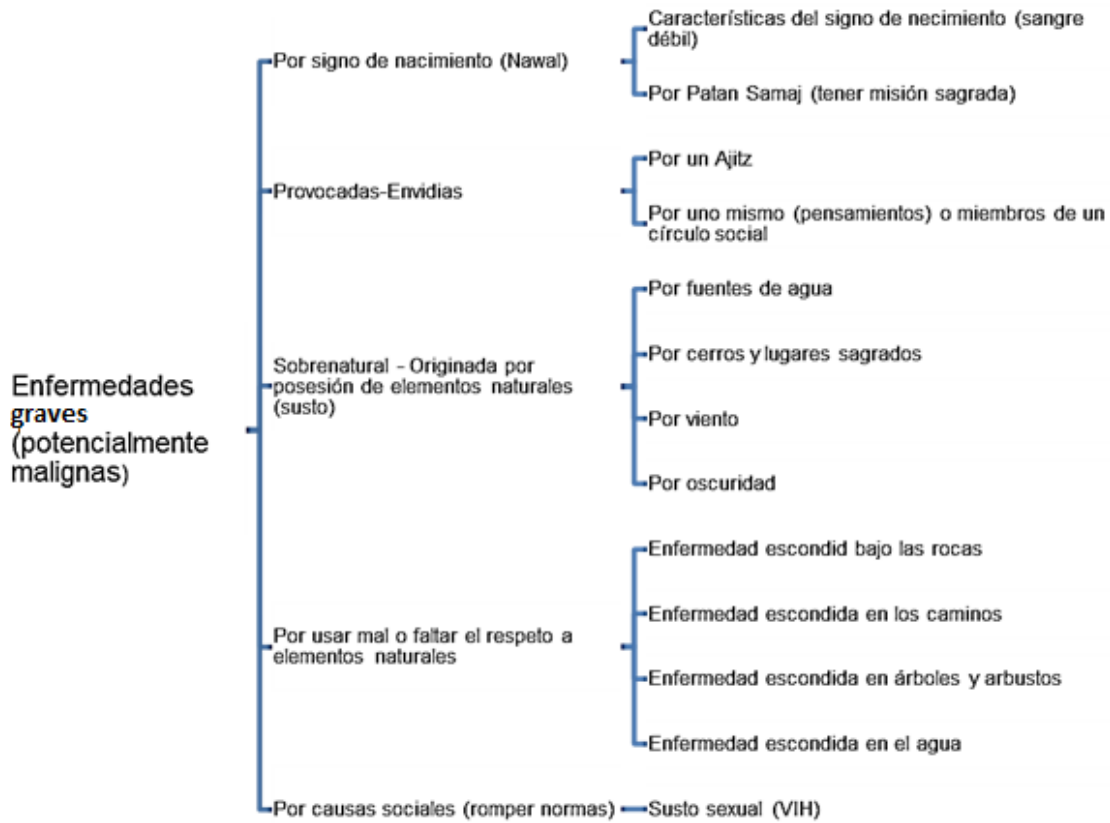 Enfermedades
graves
(potencialmente
malignas)
Por signo de nacimiento (Nawal)
Características del signo de necimiento (sangre
débil)
Por Patan Samaj (tener misión sagrada)
Provocadas-Envidias
Por un Ajitz
Por uno mismo (pensamientos) o miembros de un
círculo social
Sobrenatural - Originada por
posesión de elementos naturales
(susto)
Por fuentes de agua
Por cerros y lugares sagrados
Por viento
Por oscuridad
Por usar mal o faltar el respeto a
elementos naturales
Enfermedad escondid bajo las rocas
Enfermedad escondida en los caminos
Enfermedad escondida en árboles y arbustos
Enfermedad escondida en el agua
Por causas sociales (romper normas)
Susto sexual (VIH)